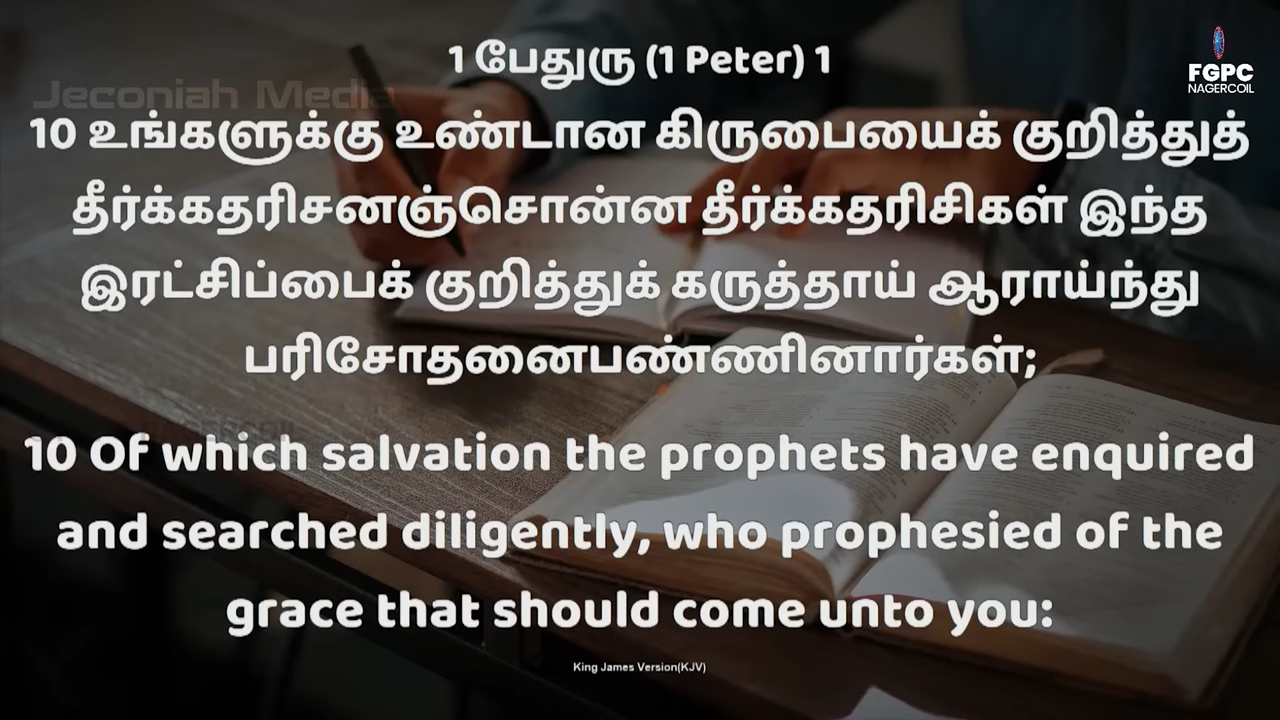 1 பேதுரு (1 Peter) 1
FGPC
NAGERCOIL
Jeconiah Media
10 உங்களுக்கு உண்டான கிருபையைக் குறித்துத்
தீர்க்கதரிசனஞ்சொன்ன தீர்க்கதரிசிகள் இந்த
இரட்சிப்பைக் குறித்துக் கருத்தாய் ஆராய்ந்து
பரிசோதனைபண்ணினார்கள்;
10 Of which salvation the prophets have enquired
and searched diligently, who prophesied of the
grace that should come unto you:
King James Version(KJV)